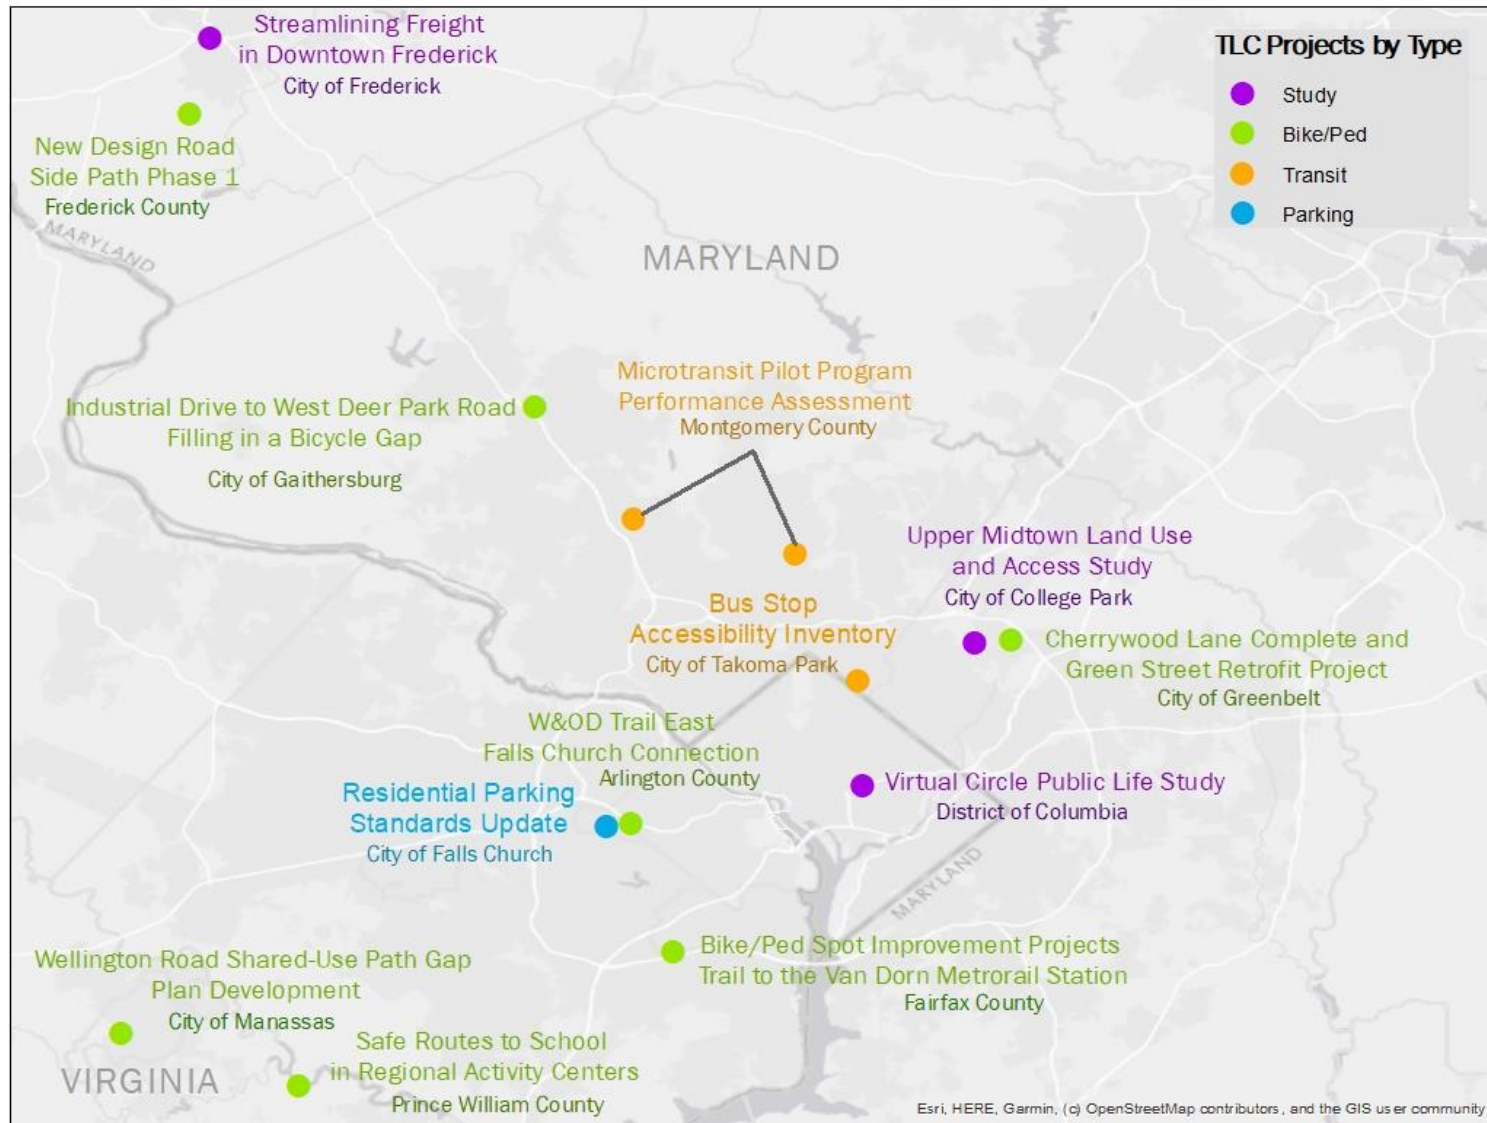 Streamlining Freight
in Downtown Frederick
City of Frederick
TLC Projects by Type
Study
Bike/Ped
Transit
Parking
New Design Road
Side Path Phase 1
Frederick County
MARYLAND
MARYLAND
Microtransit Pilot Program
Performance Assessment
Montgomery County
Industrial Drive to West Deer Park Road
Filling in a Bicycle Gap
City of Gaithersburg
Upper Midtown Land Use
and Access Study
City of College Park
Bus Stop
Accessibility Inventory
City of Takoma Park
Cherrywood Lane Complete and
Green Street Retrofit Project
City of Greenbelt
W&OD Trail East
Falls Church Connection
Arlington County
Residential Parking
Standards Update
City of Falls Church
Virtual Circle Public Life Study
District of Columbia
MARYLAND
Bike/Ped Spot Improvement Projects
Trail to the Van Dorn Metrorail Station
Fairfax County
Wellington Road Shared-Use Path Gap
Plan Development
City of Manassas
Safe Routes to School
in Regional Activity Centers
Prince William County
VIRGINIA
Esri, HERE, Garmin, (c) OpenStreetMap contributors, and the GIS user community